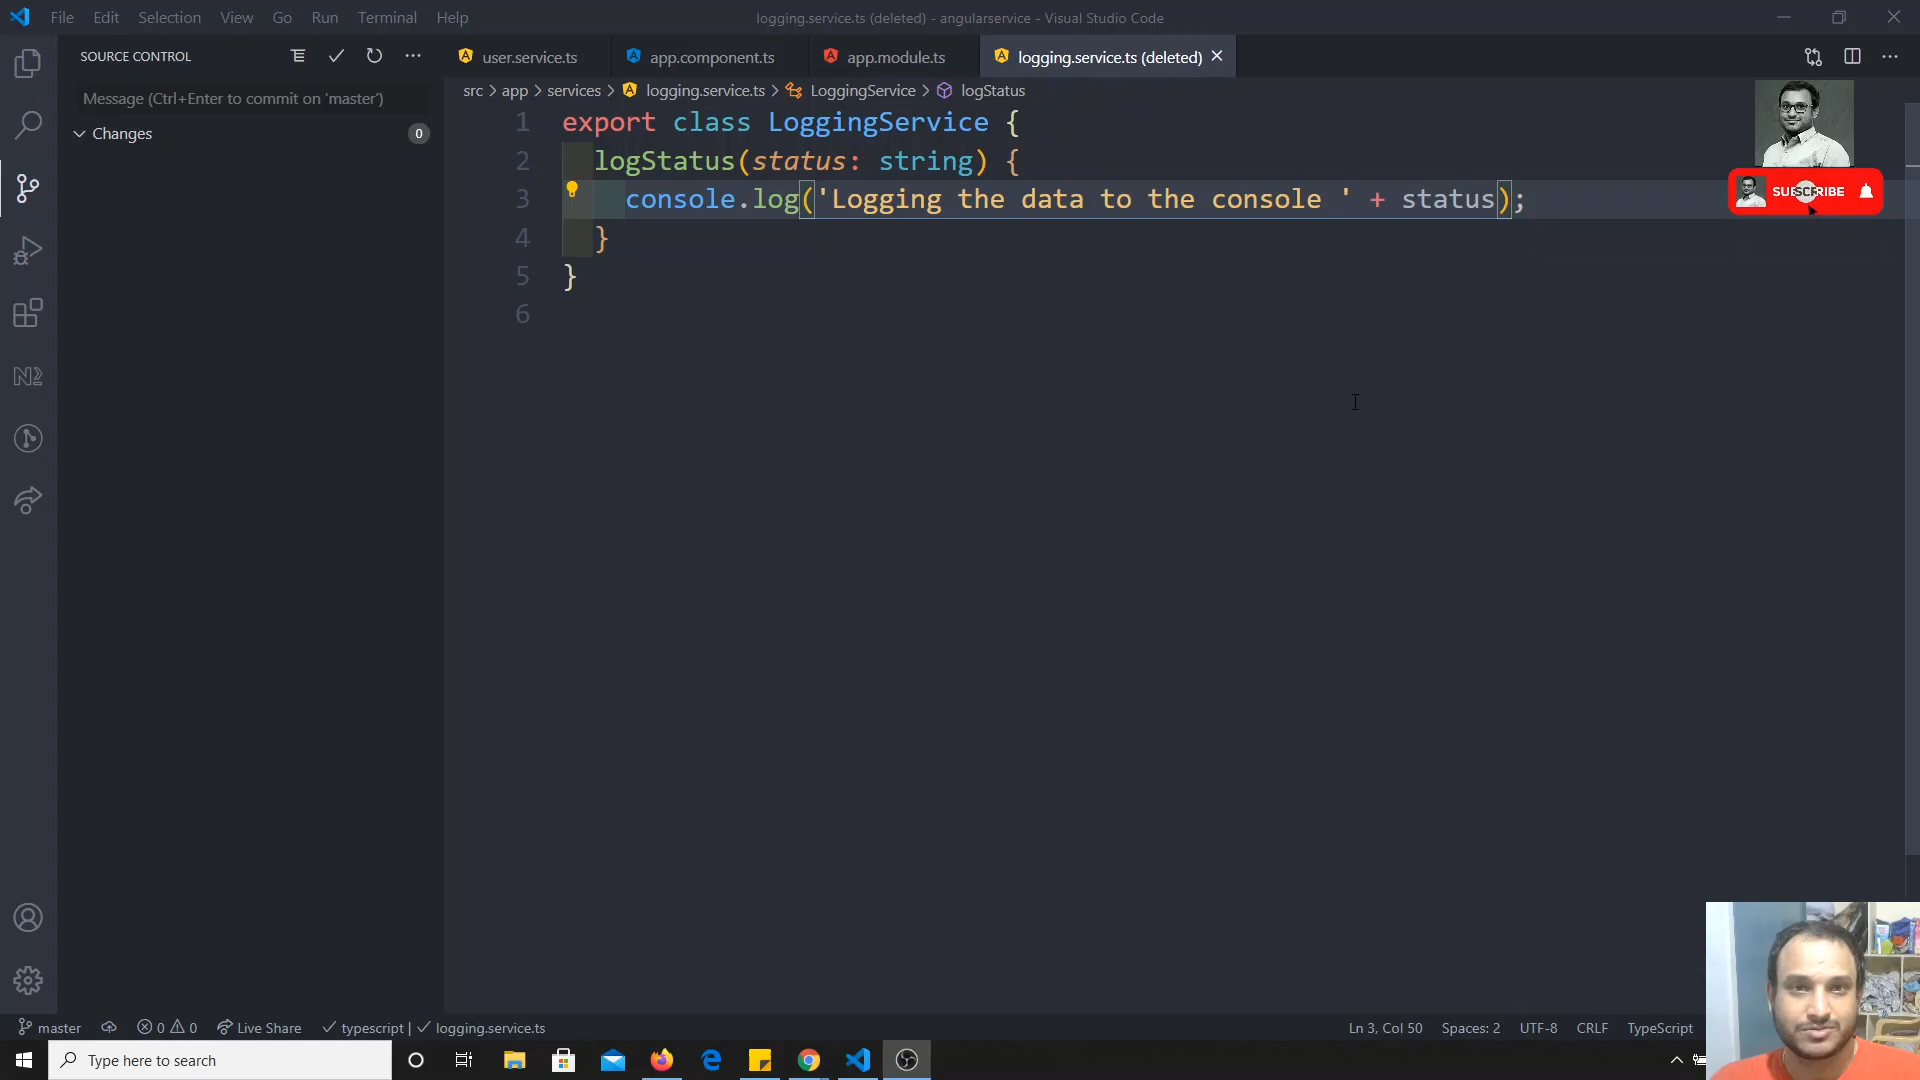 File Edit Selection View Go Run Terminal Help
logging.service.ts (deleted) - angularservice - Visual Studio Code
SOURCE CONTROL
user.service.ts
app.component.ts
app.module.ts
logging.service.ts (deleted)
Message (Ctrl+Enter to commit on 'master')
Changes
0
src > app > services > logging.service.ts > LoggingService > logStatus
1 export class LoggingService {
2 logStatus(status: string) {
3 console.log('Logging the data to the console ' + status);
4 }
5 }
6
SUBSCRIBE
master
0 0
Live Share
typescript | logging.service.ts
Ln 3, Col 50
Spaces: 2
UTF-8
CRLF
TypeScript
Type here to search